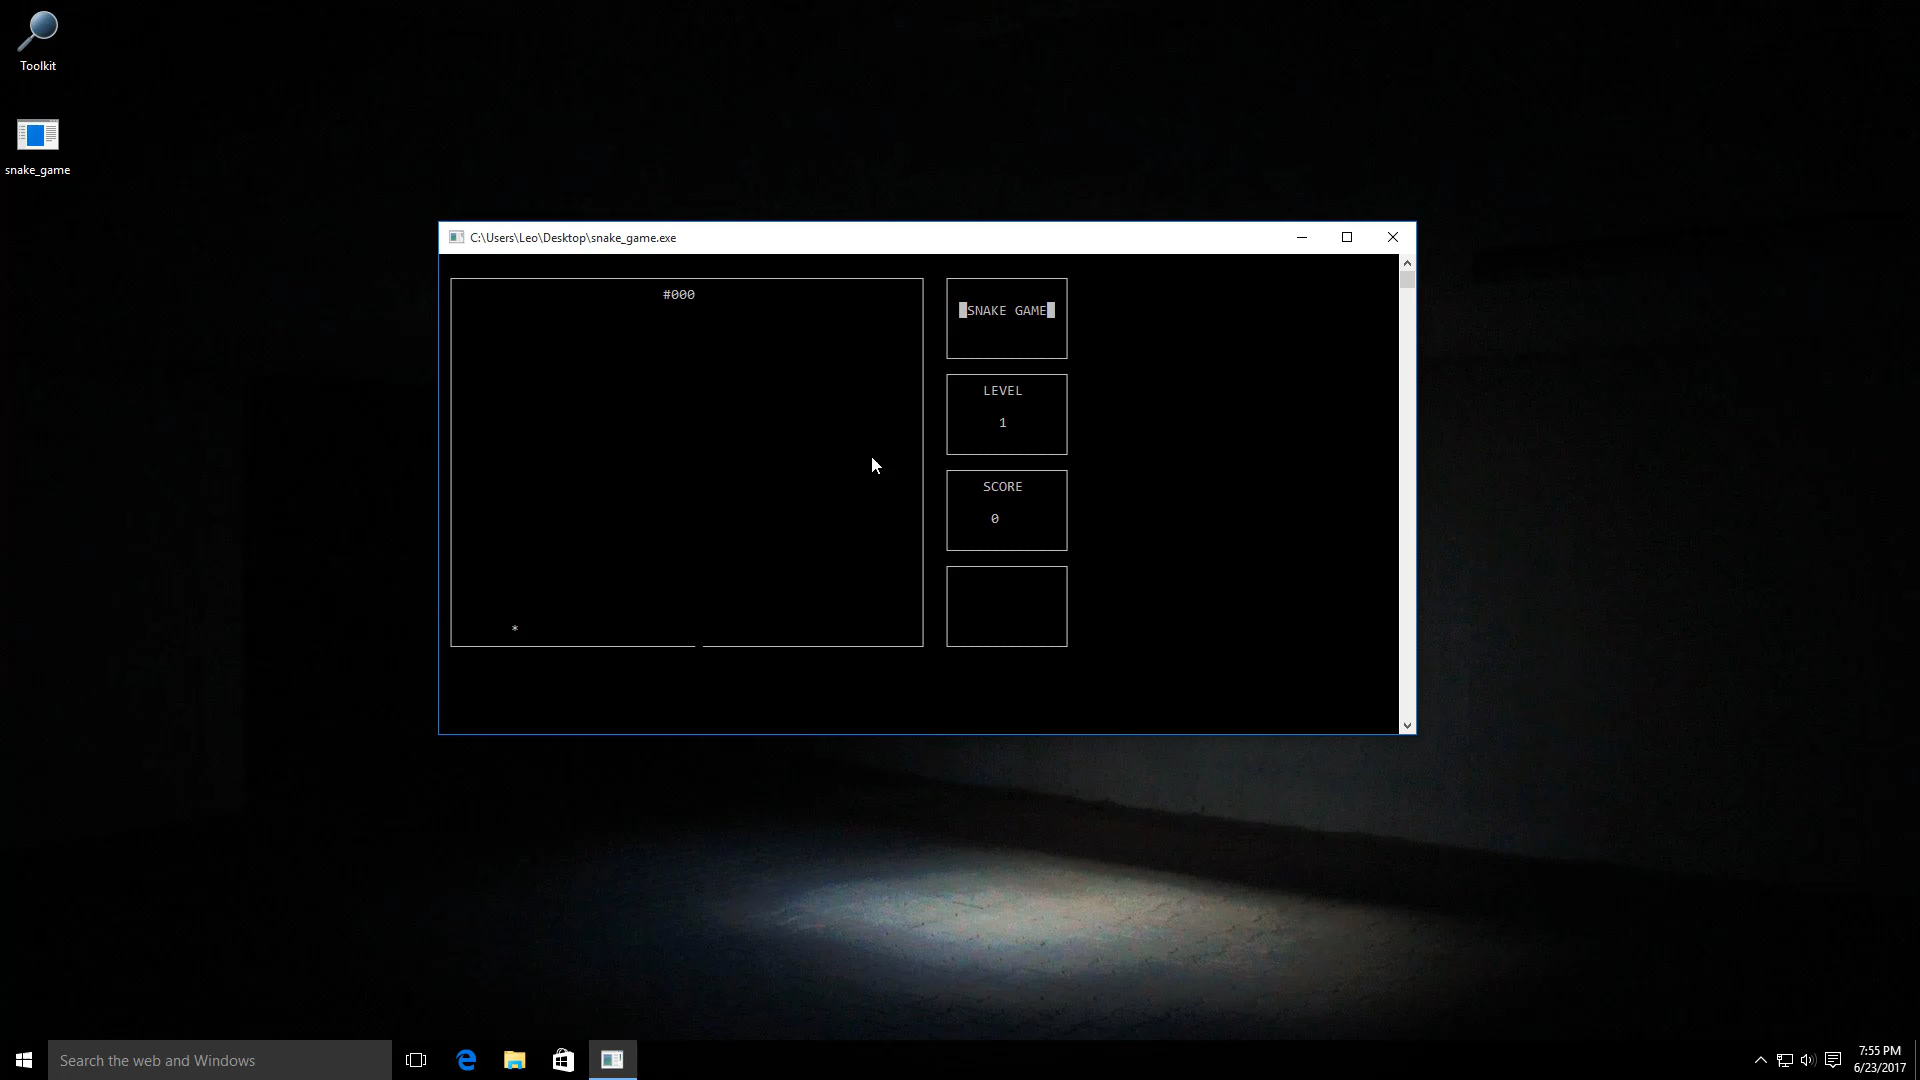 Toolkit
snake_game
C:\Users\Leo\Desktop\snake_game.exe
#000
SNAKE GAME
LEVEL
1
SCORE
0
*
Search the web and Windows
7:55 PM
6/23/2017